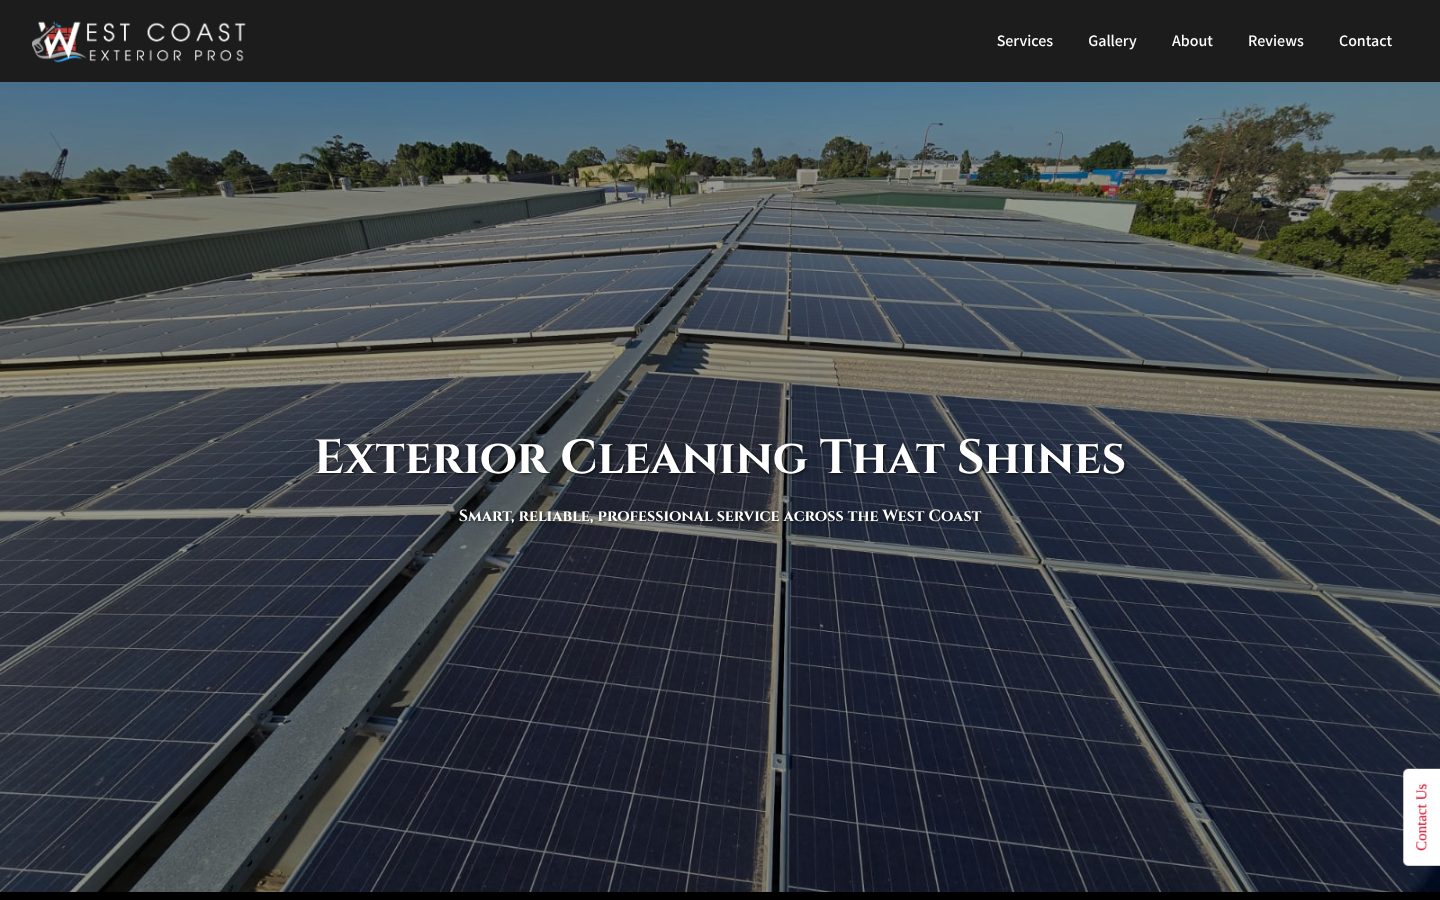 WEST COAST
EXTERIOR PROS
Services
Gallery
About
Reviews
Contact
Exterior Cleaning That Shines
Smart, reliable, professional service across the West Coast
Contact Us